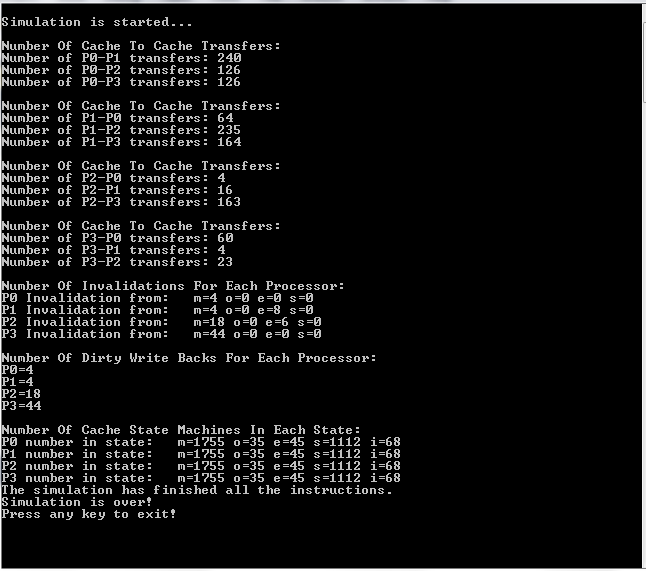 Simulation is started...
Number Of Cache To Cache Transfers:
Number of P0-P1 transfers: 240
Number of P0-P2 transfers: 126
Number of P0-P3 transfers: 126
Number Of Cache To Cache Transfers:
Number of P1-P0 transfers: 64
Number of P1-P2 transfers: 235
Number of P1-P3 transfers: 164
Number Of Cache To Cache Transfers:
Number of P2-P0 transfers: 4
Number of P2-P1 transfers: 16
Number of P2-P3 transfers: 163
Number Of Cache To Cache Transfers:
Number of P3-P0 transfers: 60
Number of P3-P1 transfers: 4
Number of P3-P2 transfers: 23
Number Of Invalidations For Each Processor:
P0 Invalidation from:   m=4 o=0 e=0 s=0
P1 Invalidation from:   m=4 o=0 e=8 s=0
P2 Invalidation from:   m=18 o=0 e=6 s=0
P3 Invalidation from:   m=44 o=0 e=0 s=0
Number Of Dirty Write Backs For Each Processor:
P0=4
P1=4
P2=18
P3=44
Number Of Cache State Machines In Each State:
P0 number in state:   m=1755 o=35 e=45 s=1112 i=68
P1 number in state:   m=1755 o=35 e=45 s=1112 i=68
P2 number in state:   m=1755 o=35 e=45 s=1112 i=68
P3 number in state:   m=1755 o=35 e=45 s=1112 i=68
The simulation has finished all the instructions.
Simulation is over!
Press any key to exit!